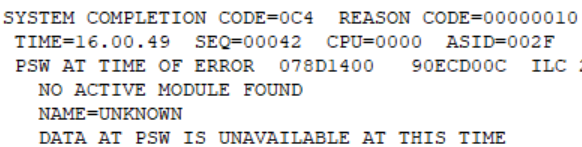 SYSTEM COMPLETION CODE=0C4 REASON CODE=00000010
TIME=16.00.49 SEQ=00042 CPU=0000 ASID=002F
PSW AT TIME OF ERROR 078D1400 90ECD00C ILC 2
NO ACTIVE MODULE FOUND
NAME=UNKNOWN
DATA AT PSW IS UNAVAILABLE AT THIS TIME